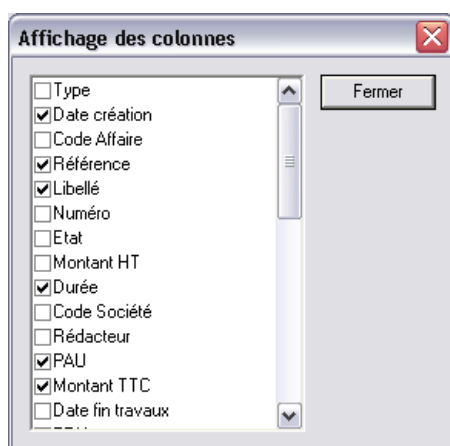 Affichage des colonnes
Type
Date création
Code Affaire
Référence
Libellé
Numéro
Etat
Montant HT
Durée
Code Société
Rédacteur
PAU
Montant TTC
Date fin travaux
Fermer